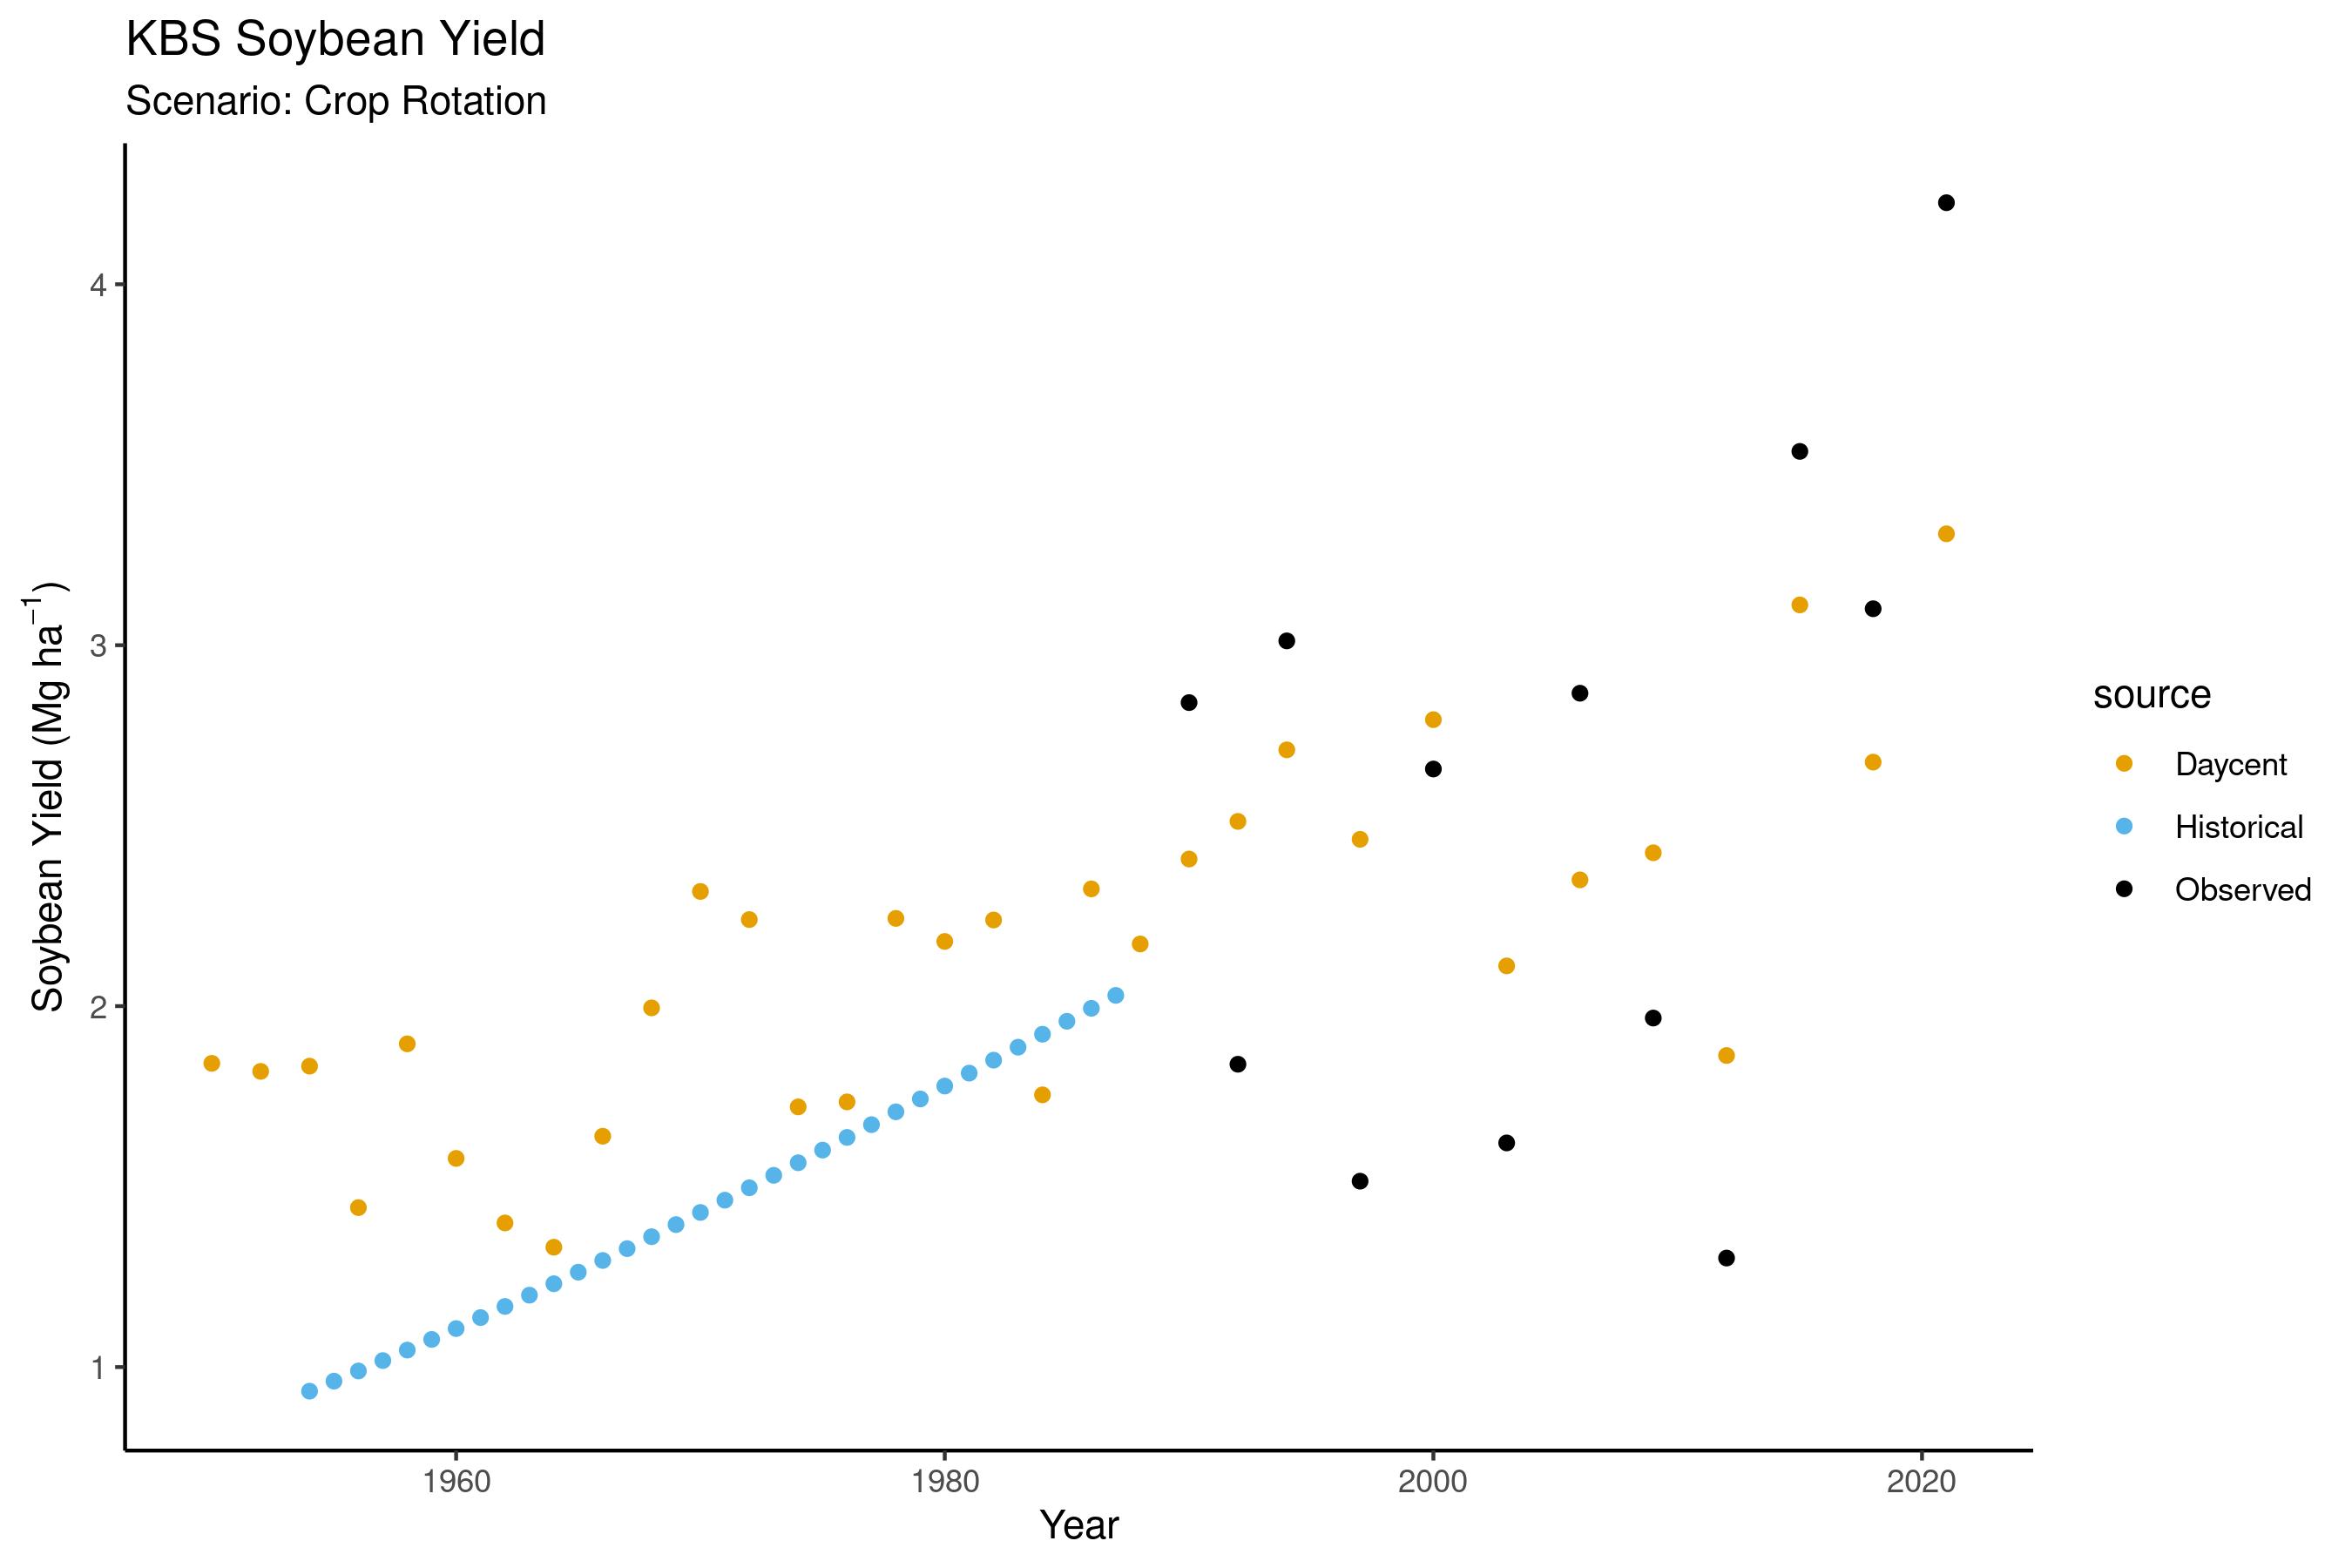 KBS Soybean Yield
Scenario: Crop Rotation
Soybean Yield (Mg ha⁻¹)
4
3
2
1
1960
1980
2000
2020
Year
source
Daycent
Historical
Observed